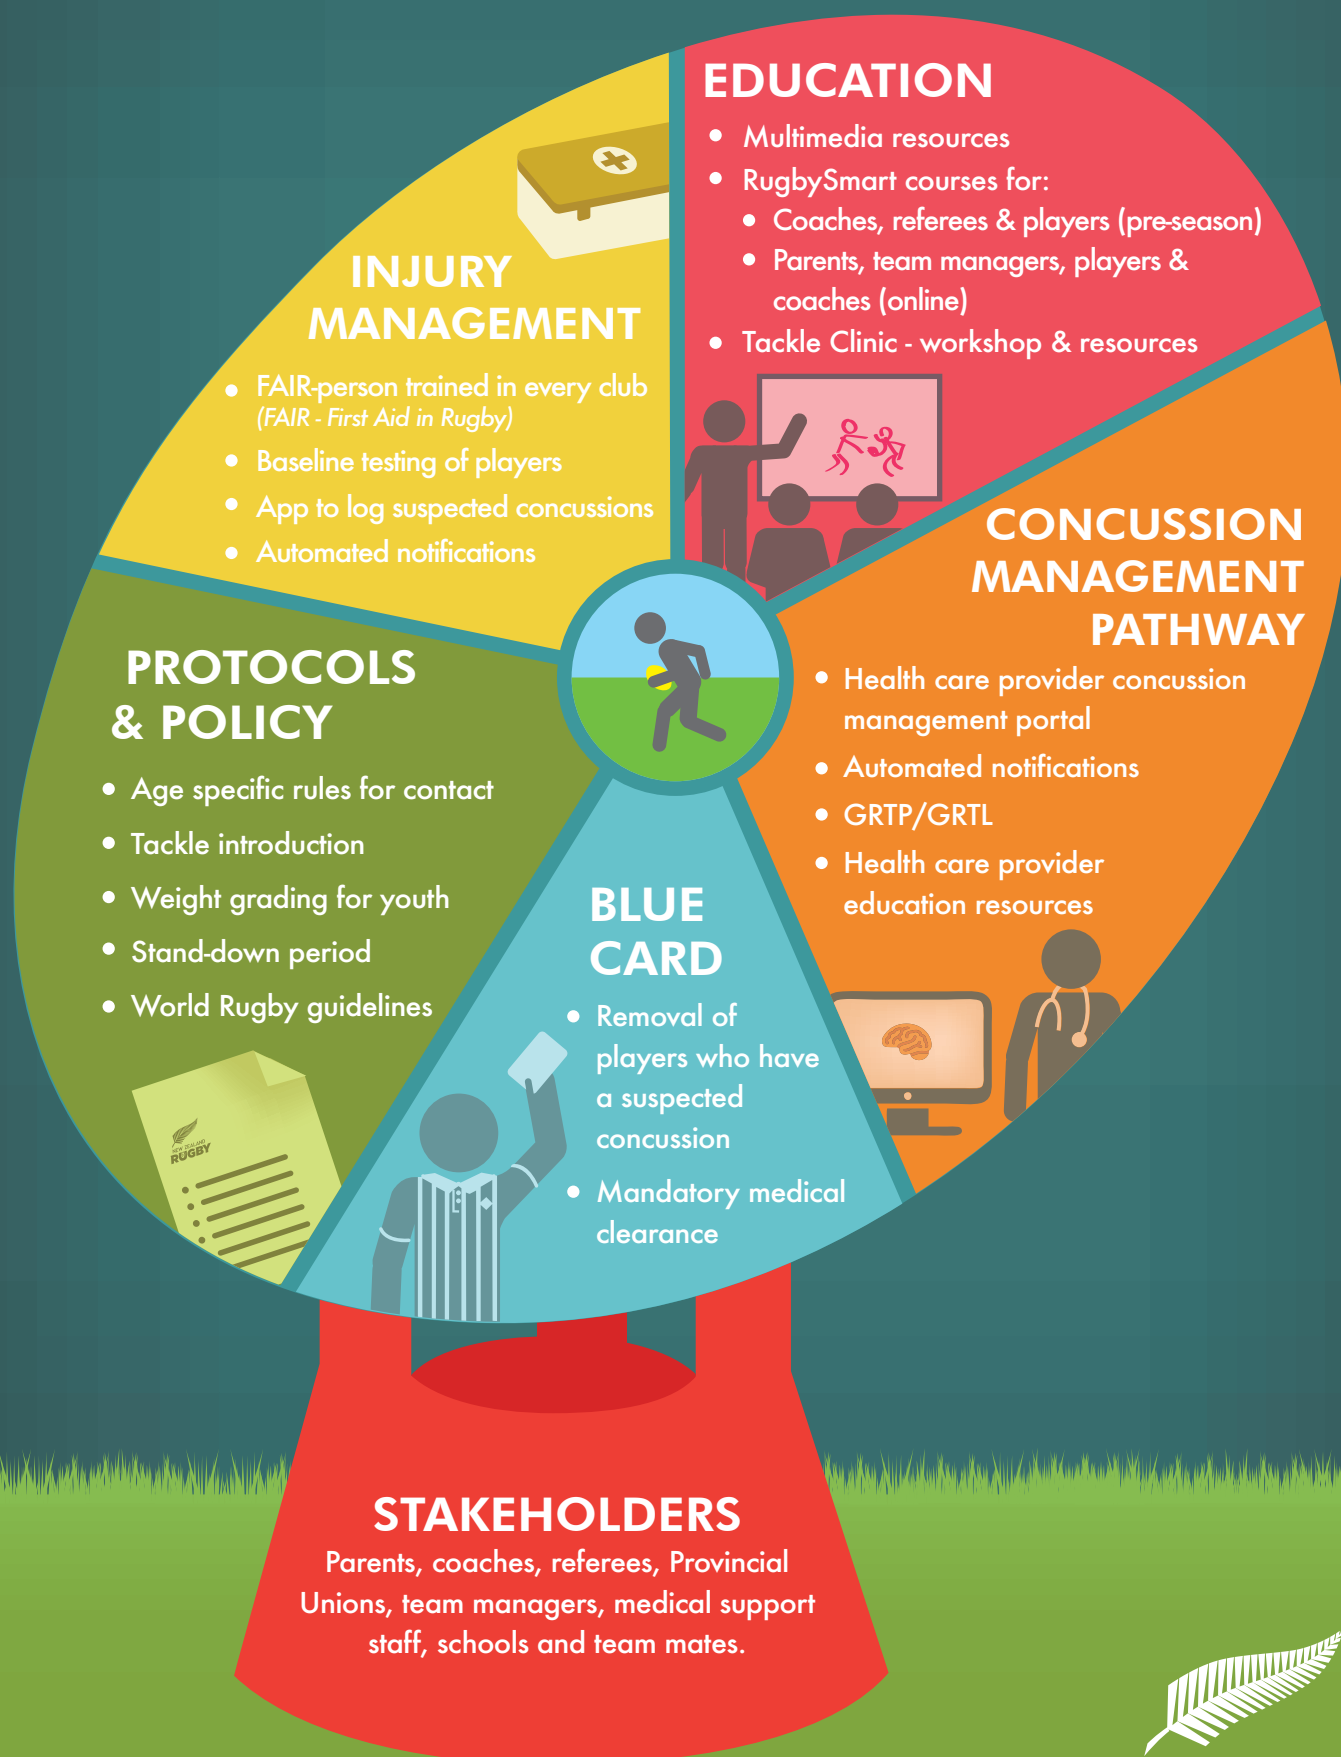 EDUCATION
• Multimedia resources
• RugbySmart courses for:
• Coaches, referees & players (pre-season)
• Parents, team managers, players &
coaches (online)
• Tackle Clinic - workshop & resources
INJURY
MANAGEMENT
• FAIR-person trained in every club
(FAIR - First Aid in Rugby)
• Baseline testing of players
• App to log suspected concussions
• Automated notifications
CONCUSSION
MANAGEMENT
PATHWAY
• Health care provider concussion
management portal
• Automated notifications
• GRTP/GRTL
• Health care provider
education resources
PROTOCOLS
& POLICY
• Age specific rules for contact
• Tackle introduction
• Weight grading for youth
• Stand-down period
• World Rugby guidelines
NEW ZEALAND
RUGBY
BLUE
CARD
• Removal of
players who have
a suspected
concussion
• Mandatory medical
clearance
STAKEHOLDERS
Parents, coaches, referees, Provincial
Unions, team managers, medical support
staff, schools and team mates.